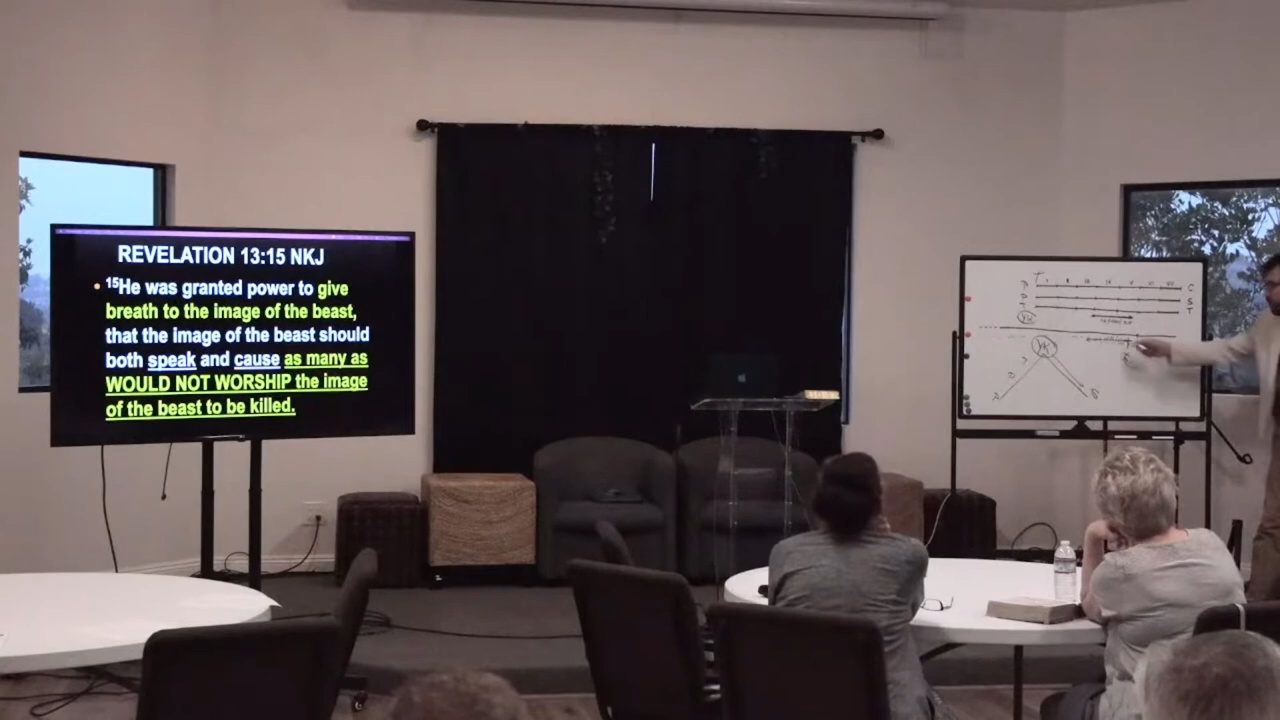 REVELATION 13:15 NKJ
• ¹⁵He was granted power to give
breath to the image of the beast,
that the image of the beast should
both speak and cause as many as
WOULD NOT WORSHIP the image
of the beast to be killed.